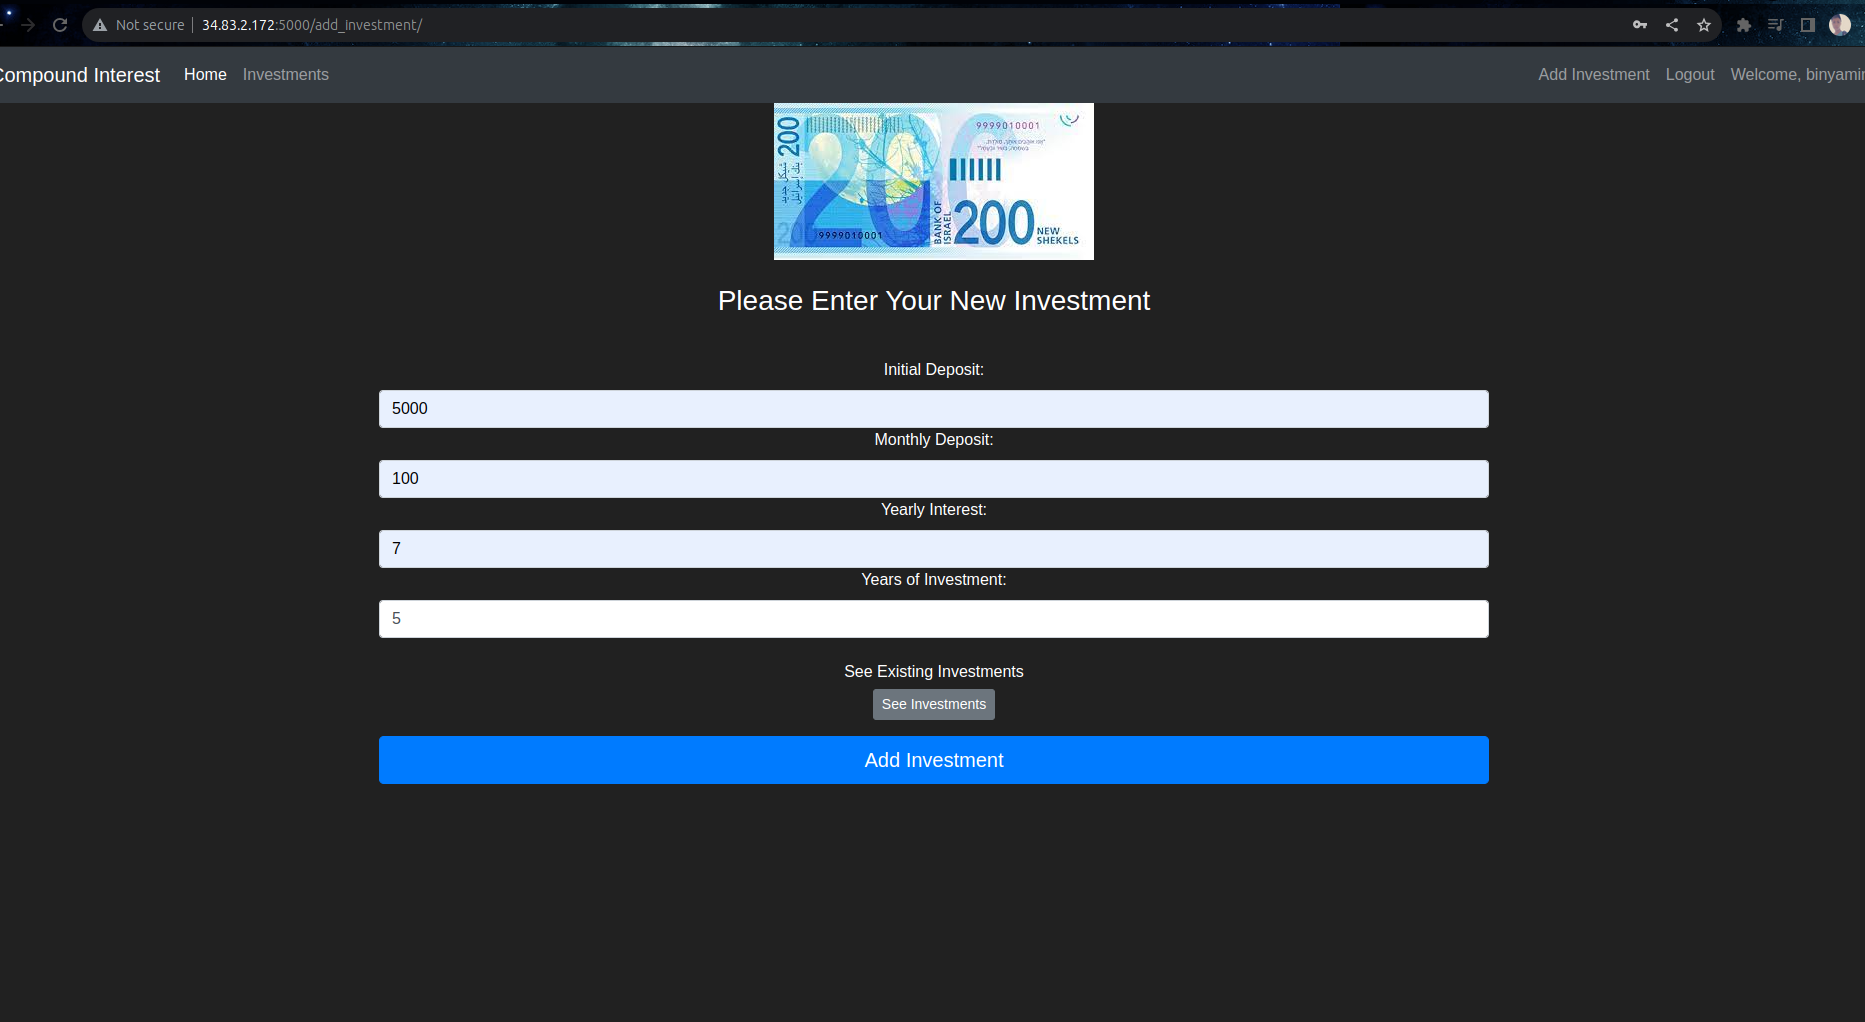 Not secure 34.83.2.172:5000/add_investment/
Compound Interest Home Investments Add Investment Logout Welcome,
200
9999010001
9999010001
BANK OF
ISRAEL
200
NEW
SHEKELS
Please Enter Your New Investment
Initial Deposit:
5000
Monthly Deposit:
100
Yearly Interest:
7
Years of Investment:
5
See Existing Investments
See Investments
Add Investment